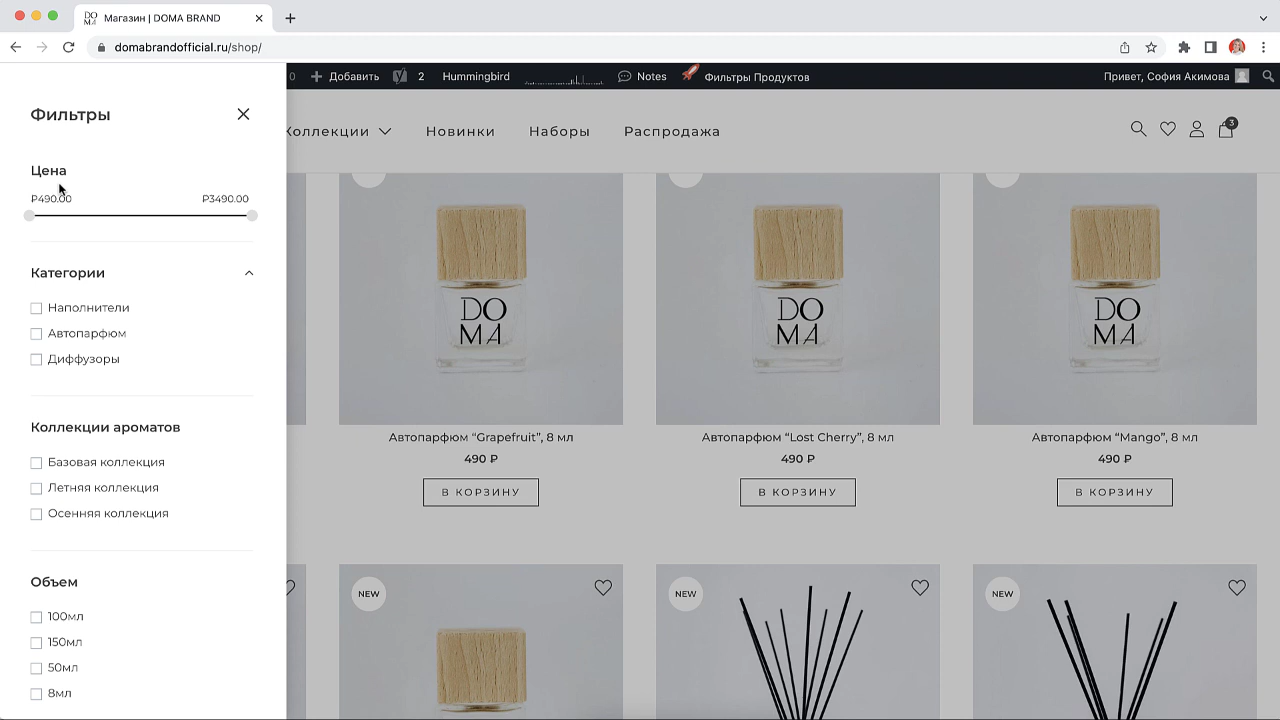 Магазин | DOMA BRAND
domabrandofficial.ru/shop/
0 Добавить 2 Hummingbird Notes Фильтры Продуктов Привет, София Акимова
Фильтры
Коллекции Новинки Наборы Распродажа 3
Цена
₽490.00 ₽3490.00
Категории
Наполнители
Автопарфюм
Диффузоры
Коллекции ароматов
Базовая коллекция
Летняя коллекция
Осенняя коллекция
Объем
100мл
150мл
50мл
8мл
DO
MA
DO
MA
DO
MA
Автопарфюм “Grapefruit”, 8 мл
490 ₽
В КОРЗИНУ
Автопарфюм “Lost Cherry”, 8 мл
490 ₽
В КОРЗИНУ
Автопарфюм “Mango”, 8 мл
490 ₽
В КОРЗИНУ
NEW
NEW
NEW